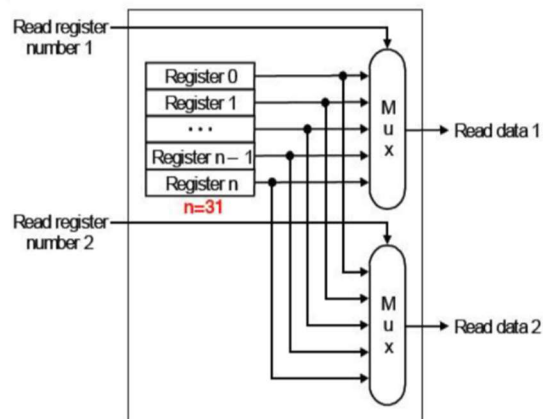 Read register
number 1
Register 0
Register 1
...
Register n – 1
Register n
n=31
M
u
x
Read data 1
Read register
number 2
M
u
x
Read data 2